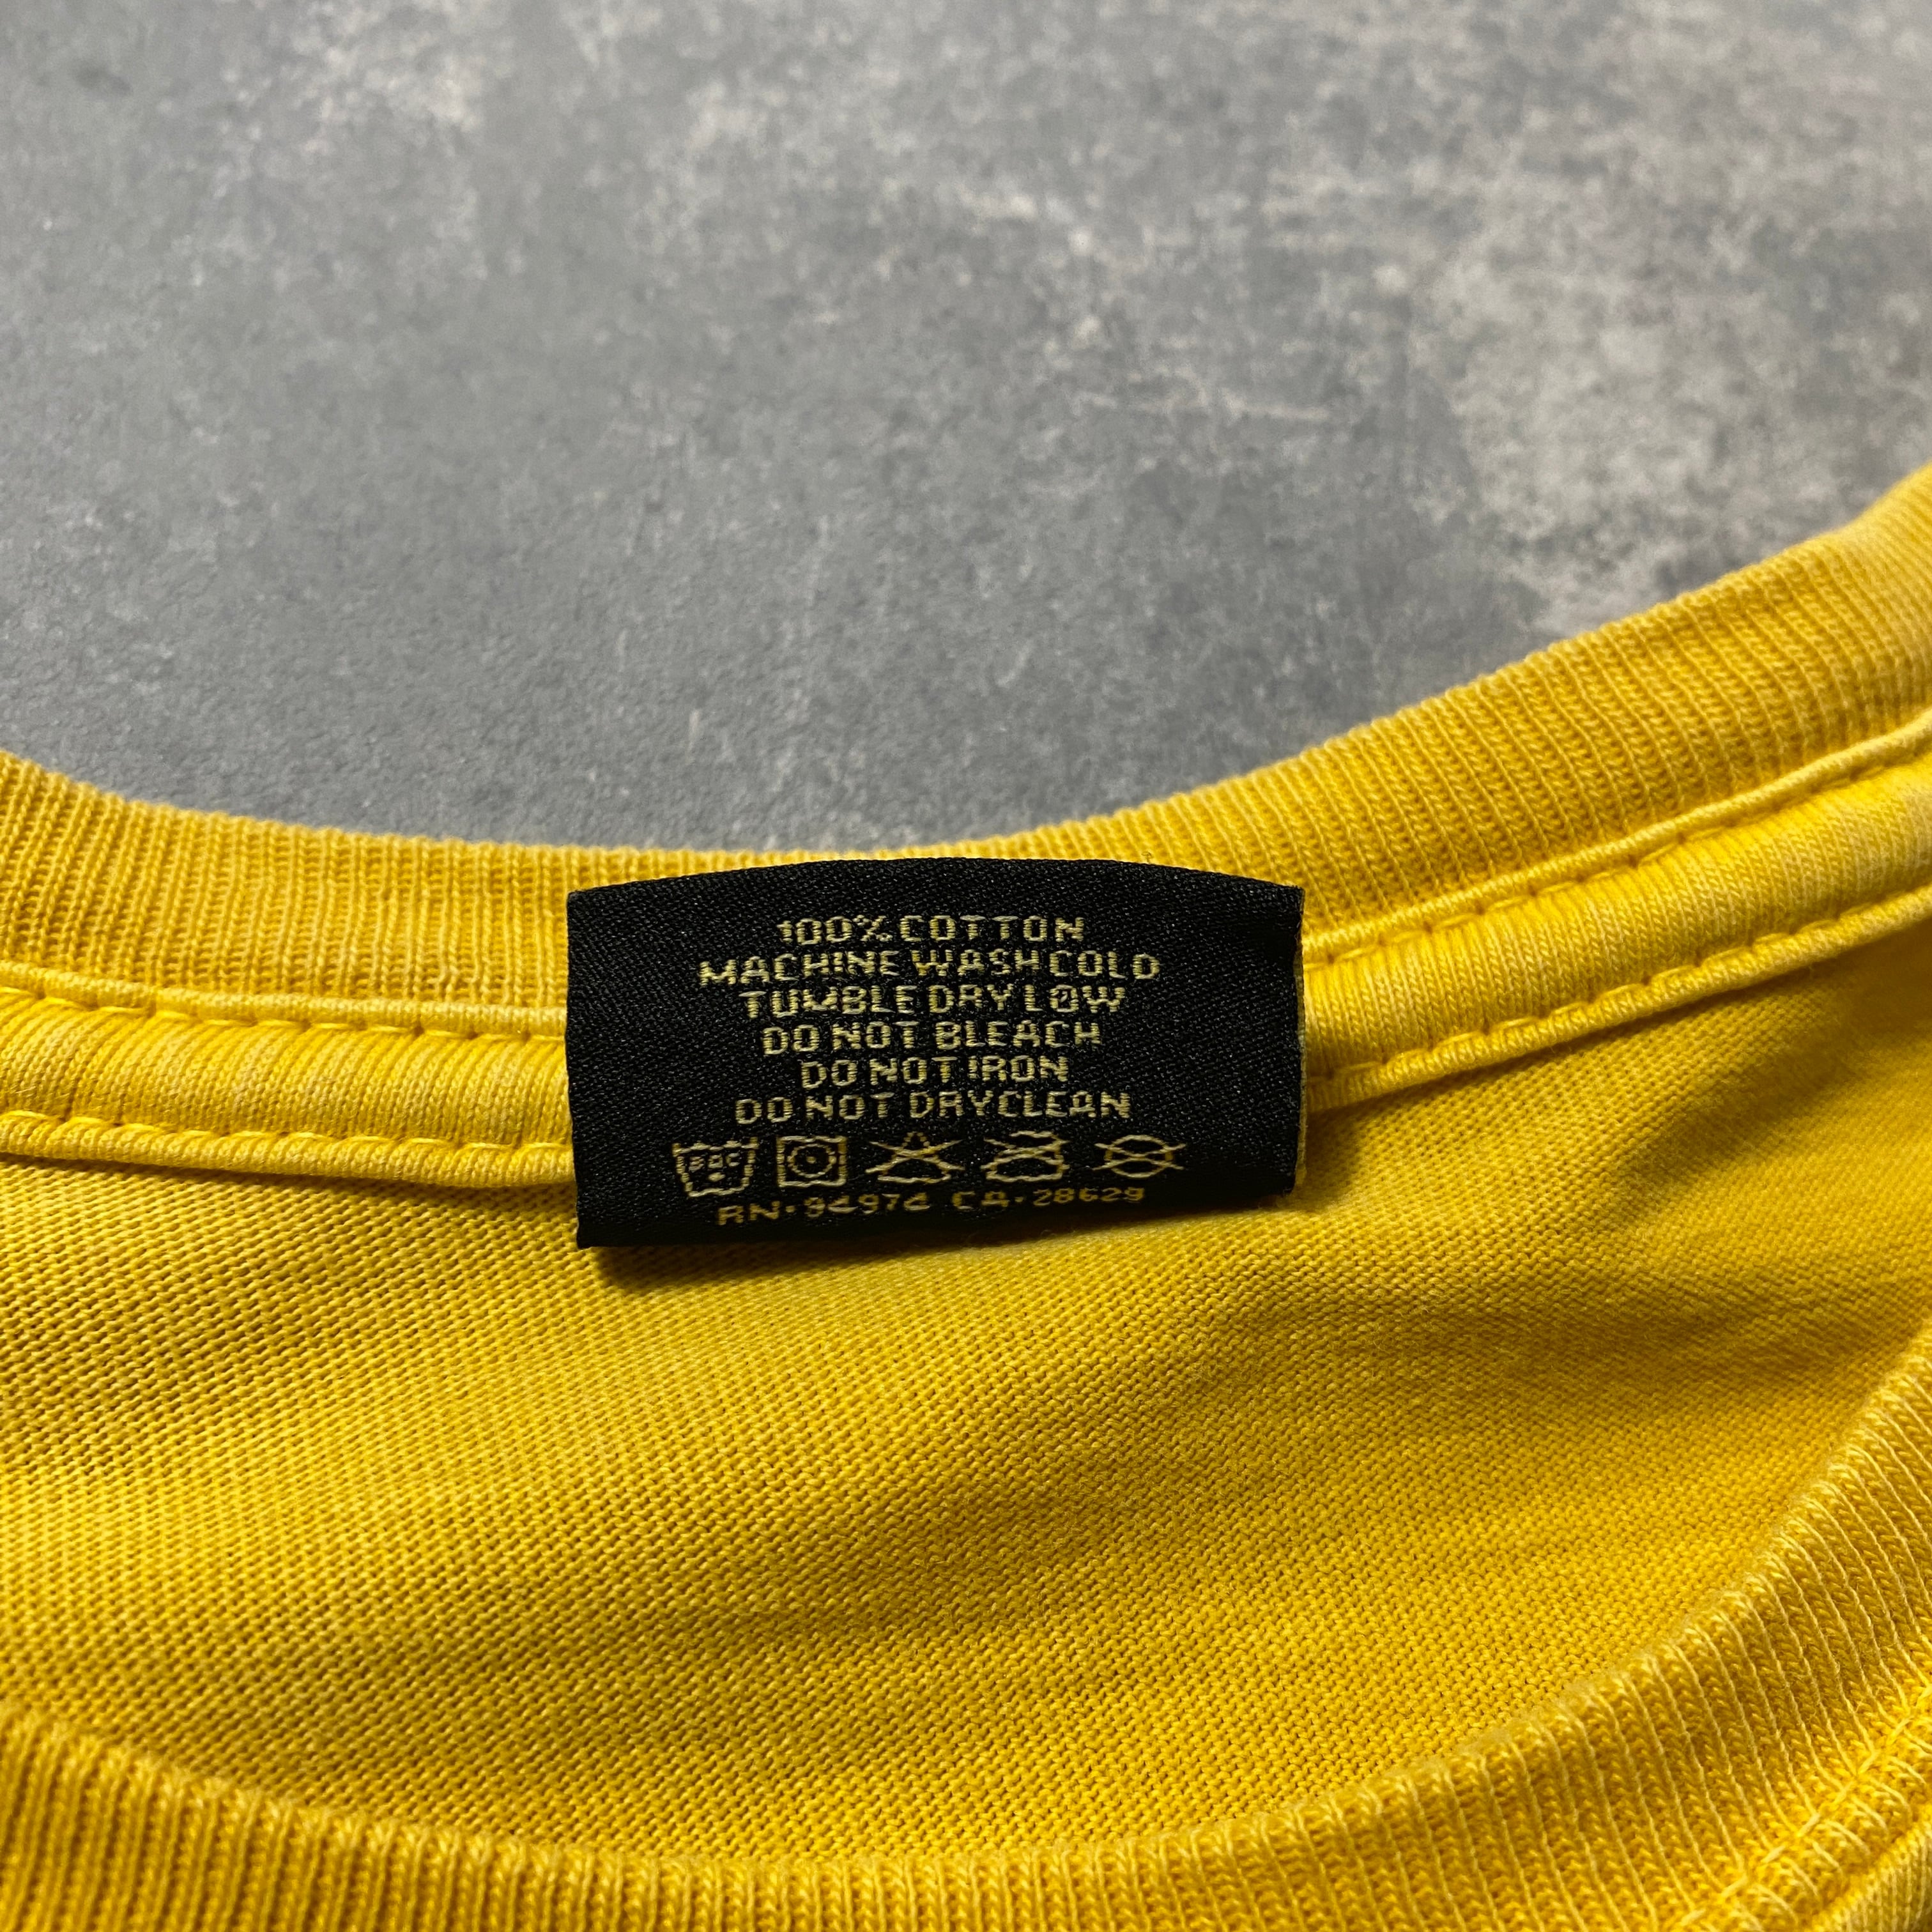 100% COTTON
MACHINE WASH COLD
TUMBLE DRY LOW
DO NOT BLEACH
DO NOT IRON
DO NOT DRYCLEAN
RN·94974 CA·28629